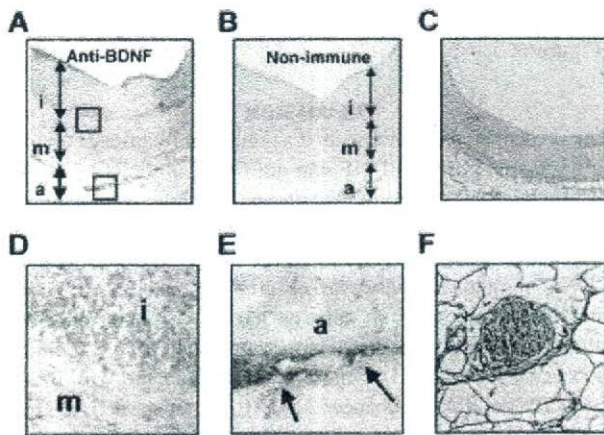 A B C
Anti-BDNF Non-immune
i i
m m
a a
D E F
i a
m